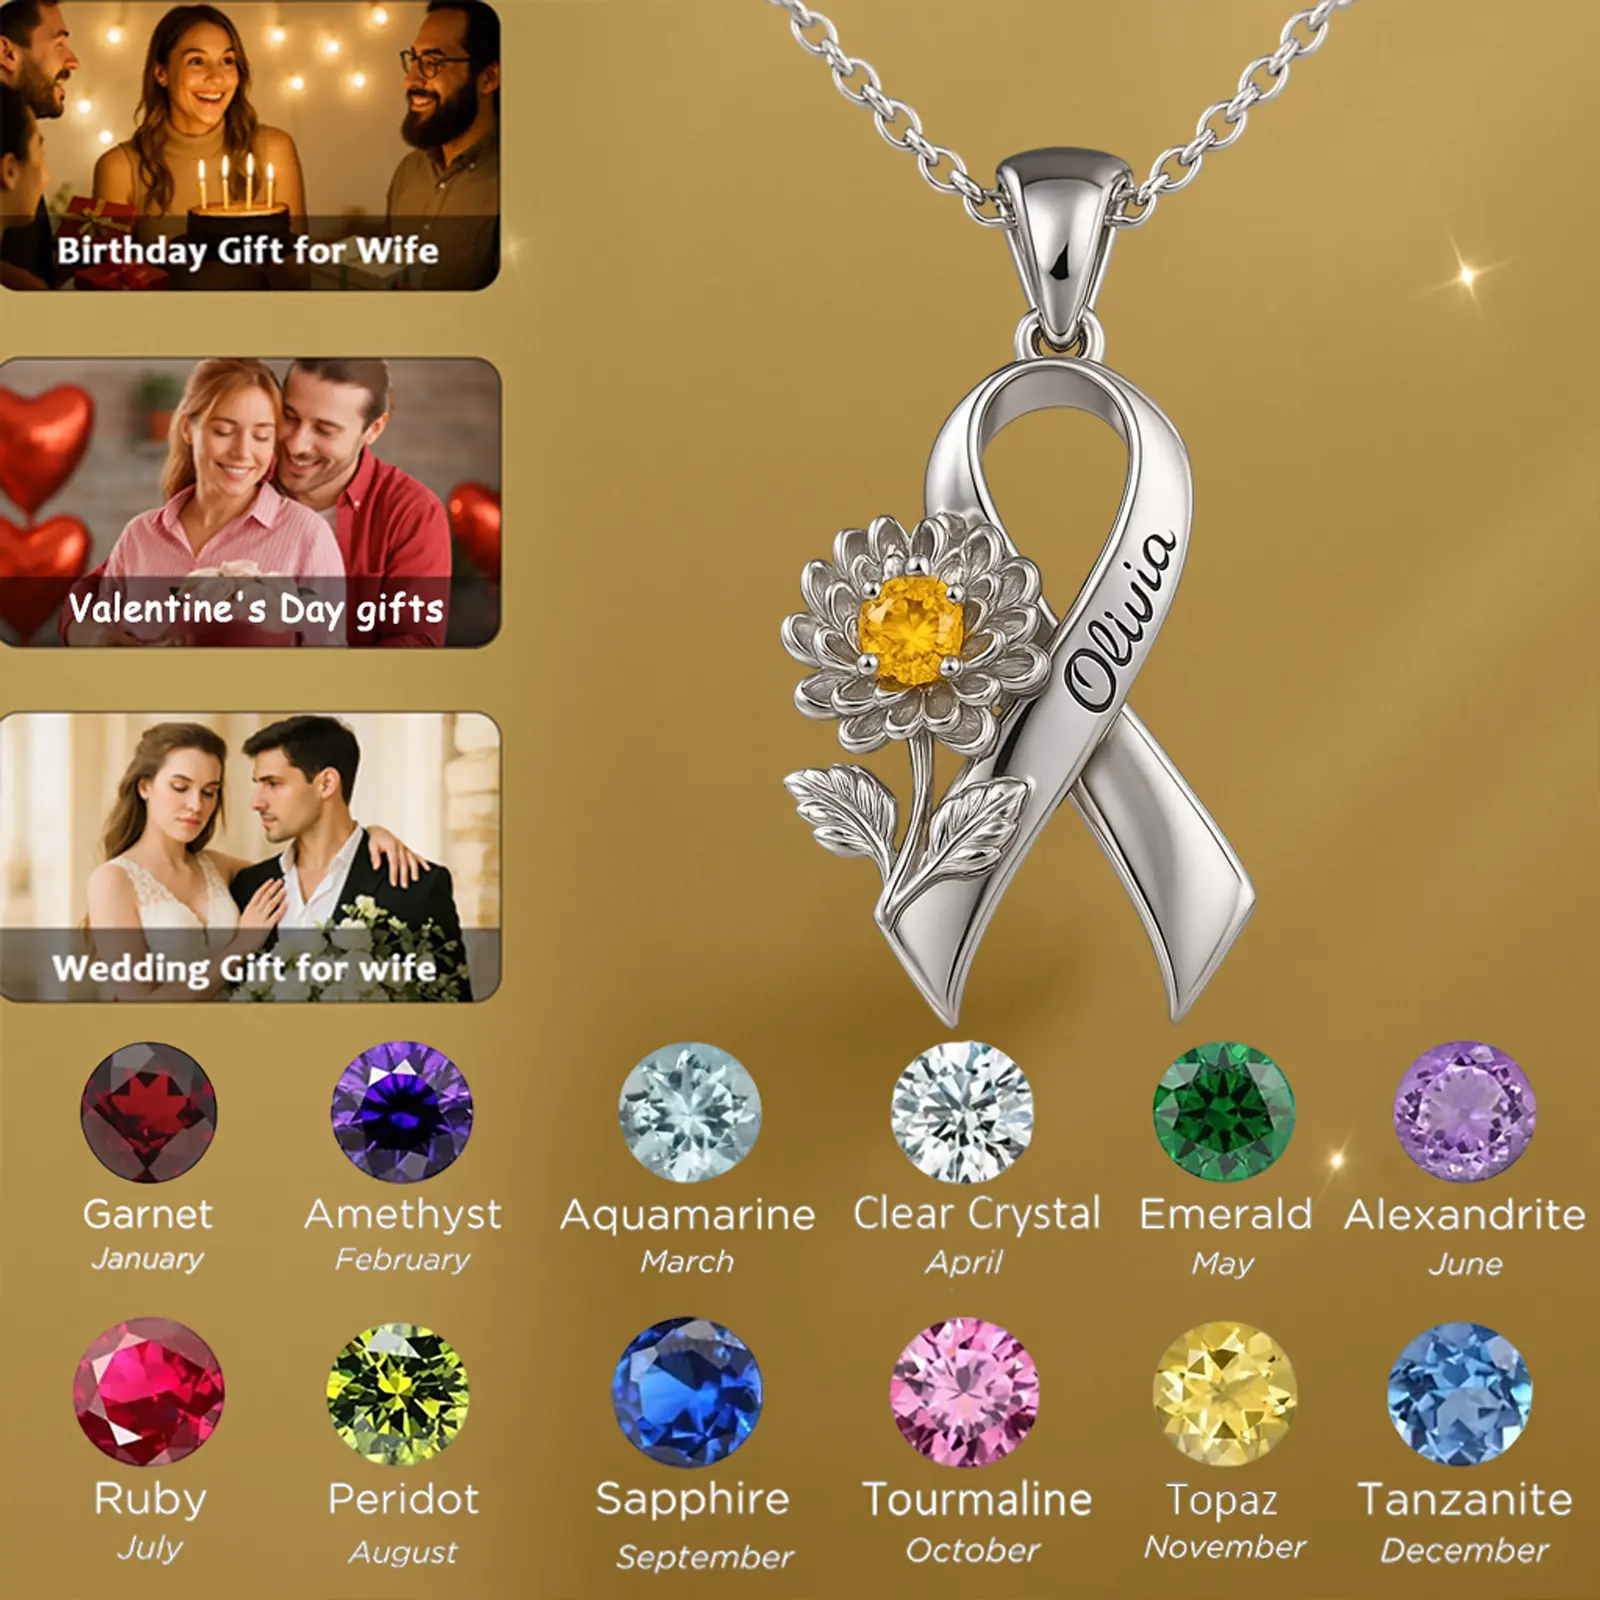 Birthday Gift for Wife
Valentine's Day gifts
Wedding Gift for wife
Olivia
Garnet
January
Amethyst
February
Aquamarine
March
Clear Crystal
April
Emerald
May
Alexandrite
June
Ruby
July
Peridot
August
Sapphire
September
Tourmaline
October
Topaz
November
Tanzanite
December